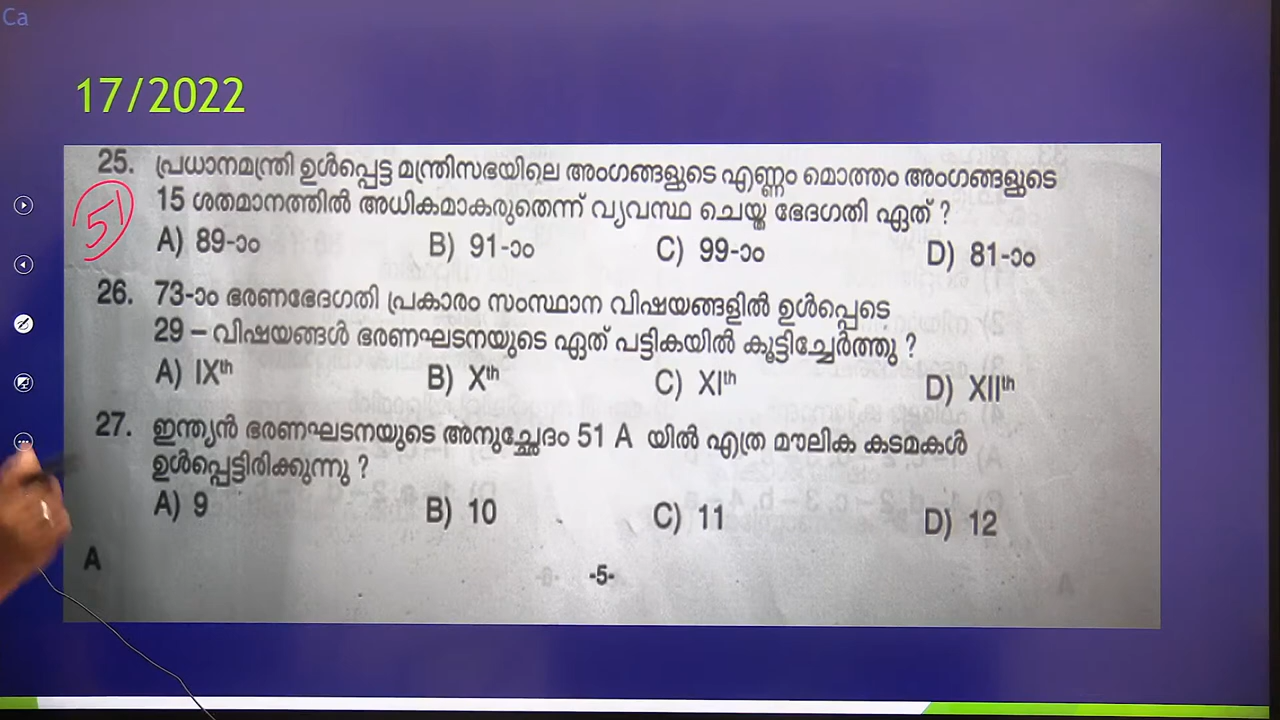 Ca
17/2022
25. പ്രധാനമന്ത്രി ഉൾപ്പെട്ട മന്ത്രിസഭയിലെ അംഗങ്ങളുടെ എണ്ണം മൊത്തം അംഗങ്ങളുടെ
15 ശതമാനത്തിൽ അധികമാകരുതെന്ന് വ്യവസ്ഥ ചെയ്ത ഭേദഗതി ഏത് ?
51
A) 89-ാം B) 91-ാം C) 99-ാം D) 81-ാം
26. 73-ാം ഭരണഭേദഗതി പ്രകാരം സംസ്ഥാന വിഷയങ്ങളിൽ ഉൾപ്പെടെ
29 – വിഷയങ്ങൾ ഭരണഘടനയുടെ ഏത് പട്ടികയിൽ കൂട്ടിച്ചേർത്തു ?
A) IXth B) Xth C) XIth D) XIIth
27. ഇന്ത്യൻ ഭരണഘടനയുടെ അനുച്ഛേദം 51 A യിൽ എത്ര മൗലിക കടമകൾ
ഉൾപ്പെട്ടിരിക്കുന്നു ?
A) 9 B) 10 C) 11 D) 12
A
-5-